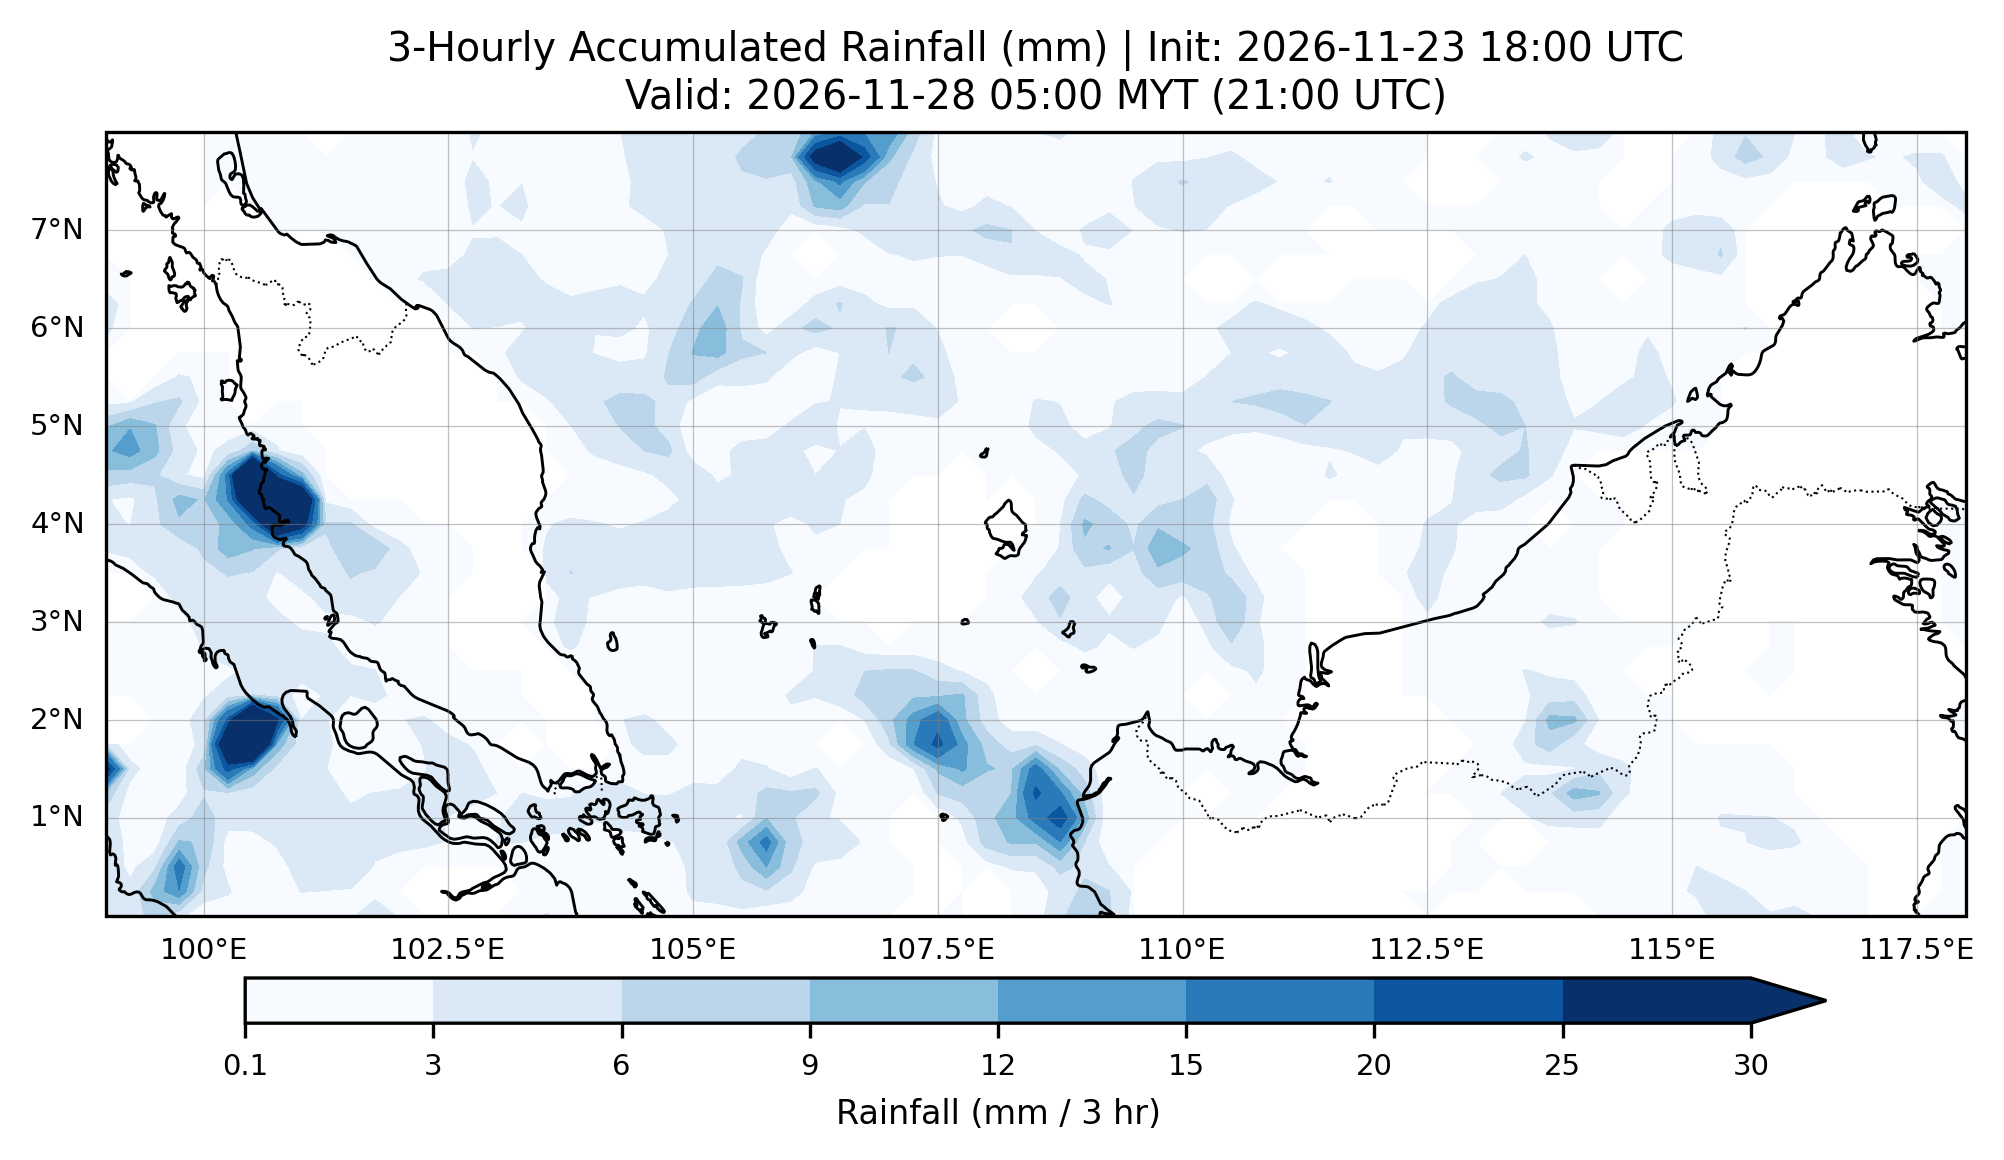 3-Hourly Accumulated Rainfall (mm) | Init: 2026-11-23 18:00 UTC
Valid: 2026-11-28 05:00 MYT (21:00 UTC)
7°N
6°N
5°N
4°N
3°N
2°N
1°N
100°E 102.5°E 105°E 107.5°E 110°E 112.5°E 115°E 117.5°E
0.1 3 6 9 12 15 20 25 30
Rainfall (mm / 3 hr)